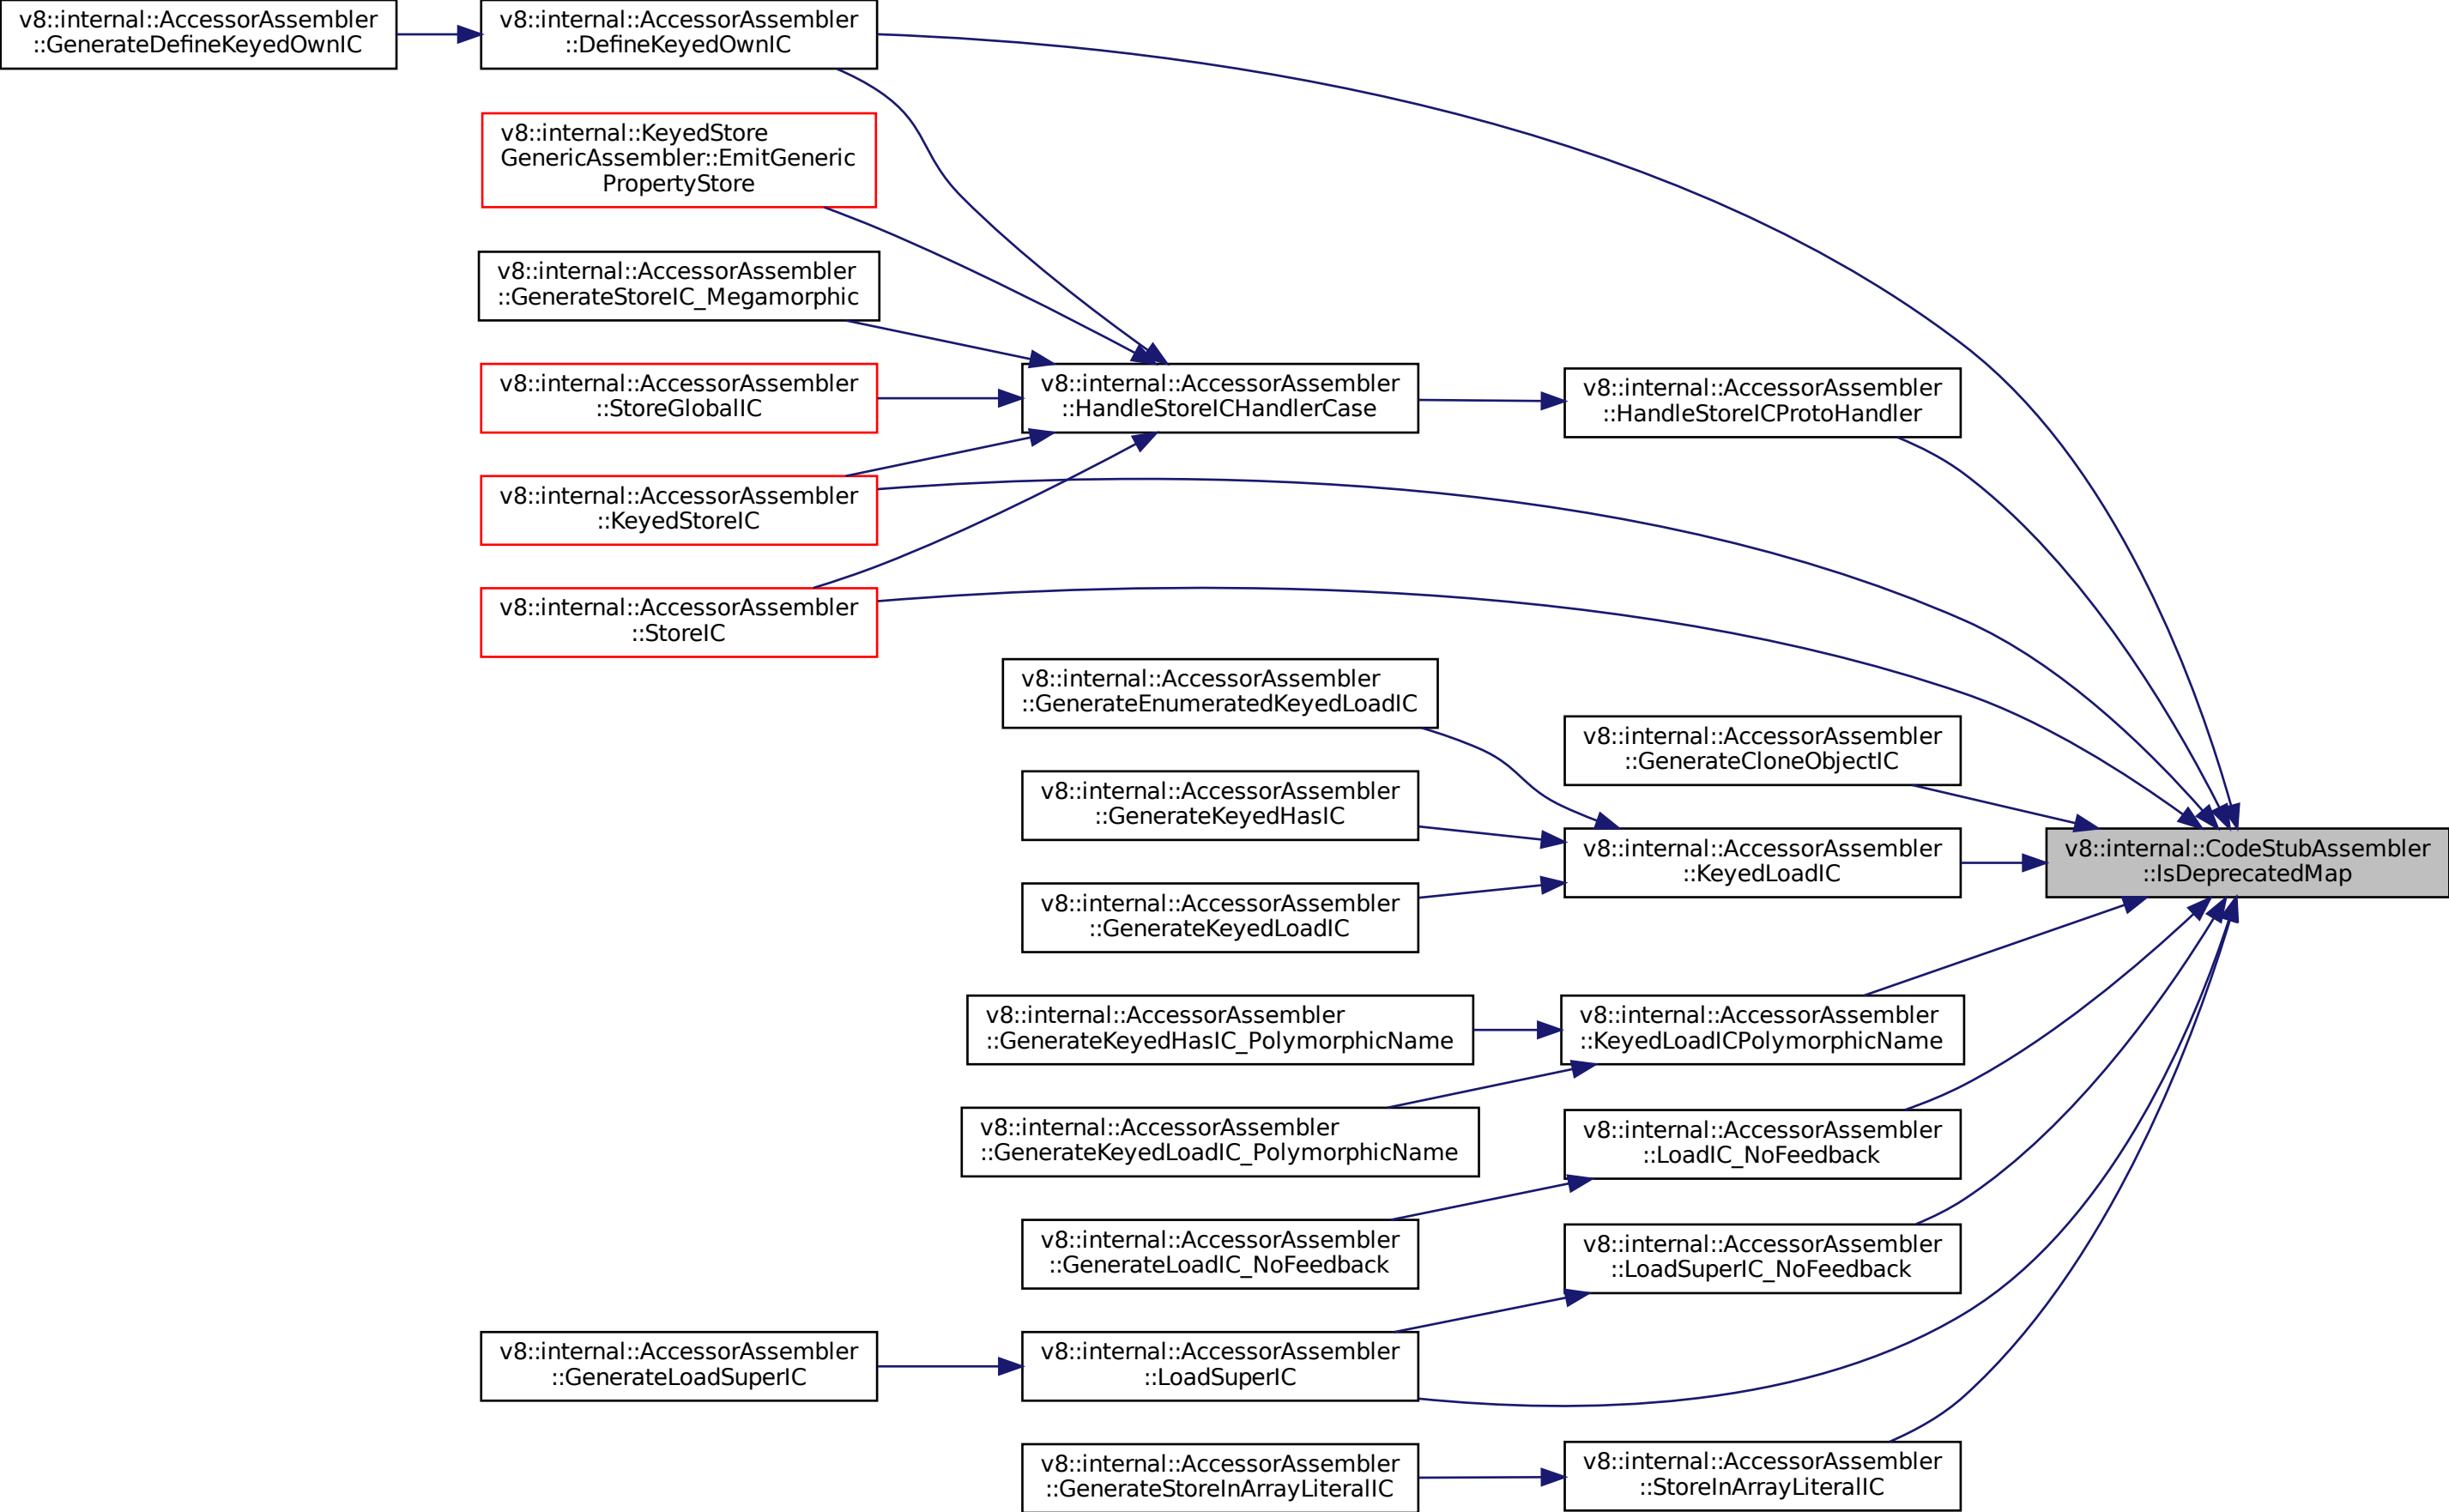 v8::internal::AccessorAssembler
::GenerateDefineKeyedOwnIC
v8::internal::AccessorAssembler
::DefineKeyedOwnIC
v8::internal::KeyedStore
GenericAssembler::EmitGeneric
PropertyStore
v8::internal::AccessorAssembler
::GenerateStoreIC_Megamorphic
v8::internal::AccessorAssembler
::StoreGlobalIC
v8::internal::AccessorAssembler
::HandleStoreICHandlerCase
v8::internal::AccessorAssembler
::HandleStoreICProtoHandler
v8::internal::AccessorAssembler
::KeyedStoreIC
v8::internal::AccessorAssembler
::StoreIC
v8::internal::AccessorAssembler
::GenerateEnumeratedKeyedLoadIC
v8::internal::AccessorAssembler
::GenerateCloneObjectIC
v8::internal::AccessorAssembler
::GenerateKeyedHasIC
v8::internal::AccessorAssembler
::KeyedLoadIC
v8::internal::CodeStubAssembler
::IsDeprecatedMap
v8::internal::AccessorAssembler
::GenerateKeyedLoadIC
v8::internal::AccessorAssembler
::GenerateKeyedHasIC_PolymorphicName
v8::internal::AccessorAssembler
::KeyedLoadICPolymorphicName
v8::internal::AccessorAssembler
::GenerateKeyedLoadIC_PolymorphicName
v8::internal::AccessorAssembler
::LoadIC_NoFeedback
v8::internal::AccessorAssembler
::GenerateLoadIC_NoFeedback
v8::internal::AccessorAssembler
::LoadSuperIC_NoFeedback
v8::internal::AccessorAssembler
::GenerateLoadSuperIC
v8::internal::AccessorAssembler
::LoadSuperIC
v8::internal::AccessorAssembler
::GenerateStoreInArrayLiteralIC
v8::internal::AccessorAssembler
::StoreInArrayLiteralIC